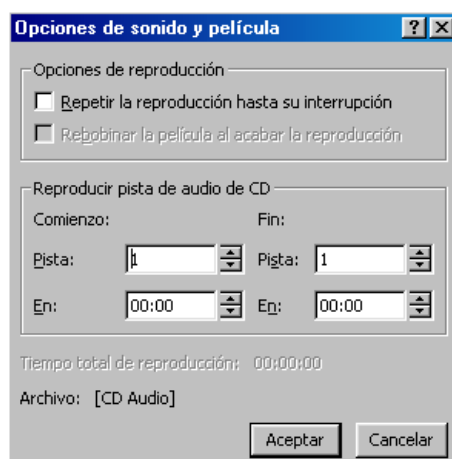 Opciones de sonido y película
Opciones de reproducción
Repetir la reproducción hasta su interrupción
Rebobinar la película al acabar la reproducción
Reproducir pista de audio de CD
Comienzo: Fin:
Pista: 1 Pista: 1
En: 00:00 En: 00:00
Tiempo total de reproducción: 00:00:00
Archivo: [CD Audio]
Aceptar Cancelar